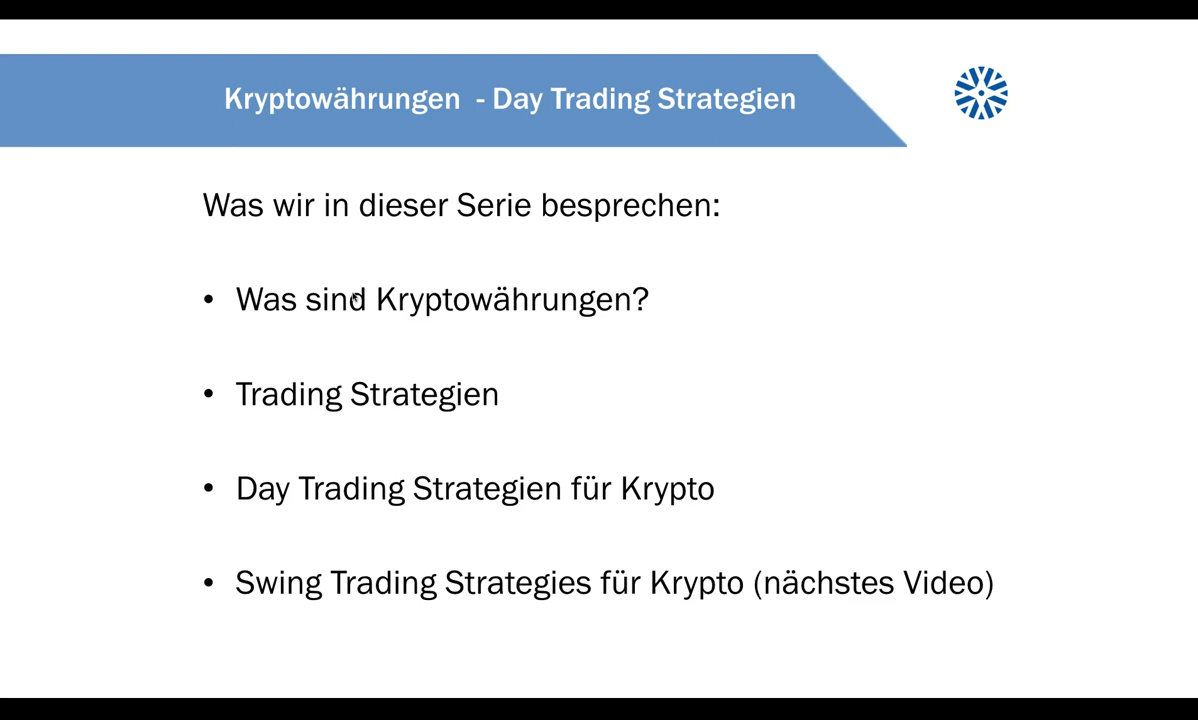 Kryptowährungen - Day Trading Strategien
Was wir in dieser Serie besprechen:
• Was sind Kryptowährungen?
• Trading Strategien
• Day Trading Strategien für Krypto
• Swing Trading Strategies für Krypto (nächstes Video)